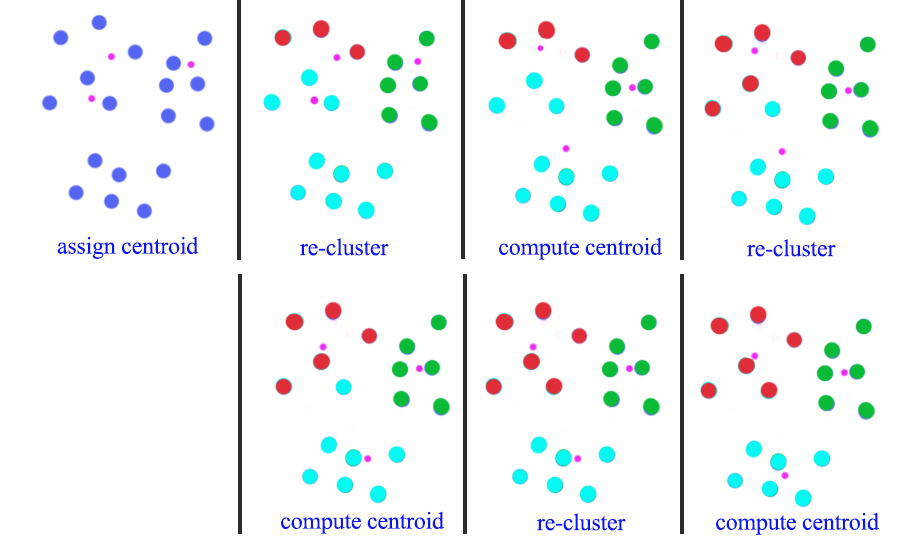 assign centroid
re-cluster
compute centroid
re-cluster
compute centroid
re-cluster
compute centroid